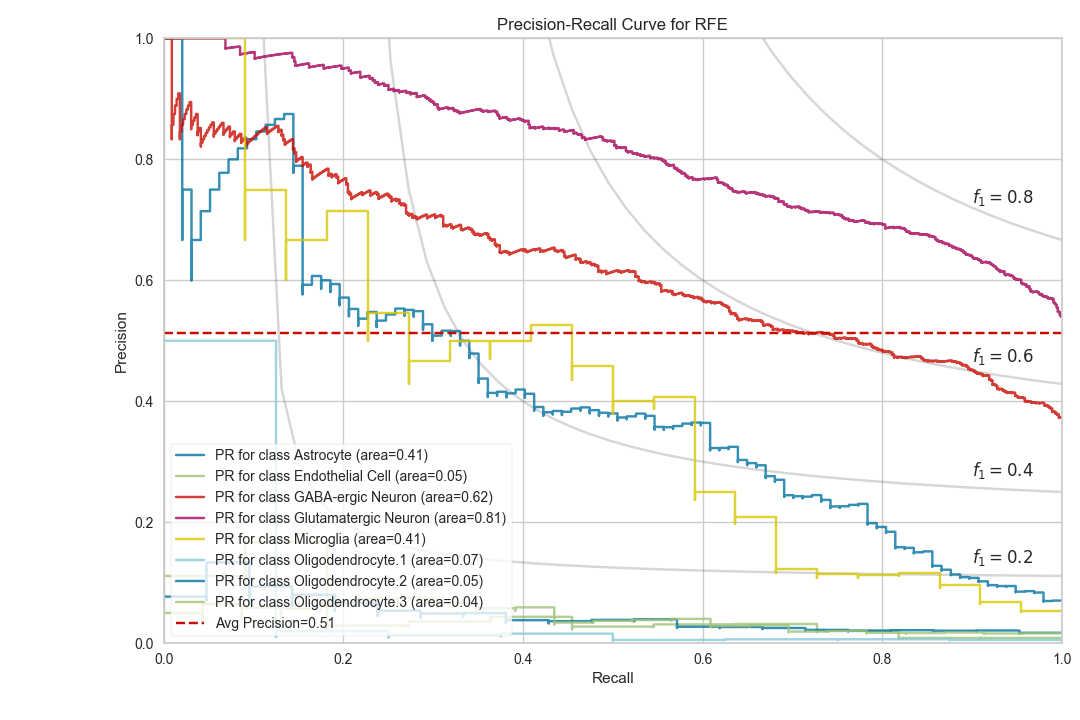 Precision-Recall Curve for RFE
1.0
0.8
0.6
0.4
0.2
0.0
Precision
f1 = 0.8
f1 = 0.6
f1 = 0.4
f1 = 0.2
PR for class Astrocyte (area=0.41)
PR for class Endothelial Cell (area=0.05)
PR for class GABA-ergic Neuron (area=0.62)
PR for class Glutamatergic Neuron (area=0.81)
PR for class Microglia (area=0.41)
PR for class Oligodendrocyte.1 (area=0.07)
PR for class Oligodendrocyte.2 (area=0.05)
PR for class Oligodendrocyte.3 (area=0.04)
Avg Precision=0.51
0.0 0.2 0.4 0.6 0.8 1.0
Recall